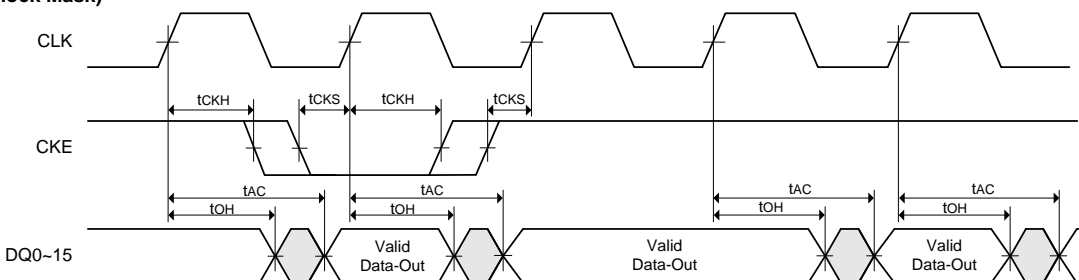 lock Mask)
CLK
tCKH tCKS tCKH tCKS
CKE
tAC tAC tAC tAC
tOH tOH tOH tOH
DQ0~15
Valid Data-Out
Valid Data-Out
Valid Data-Out